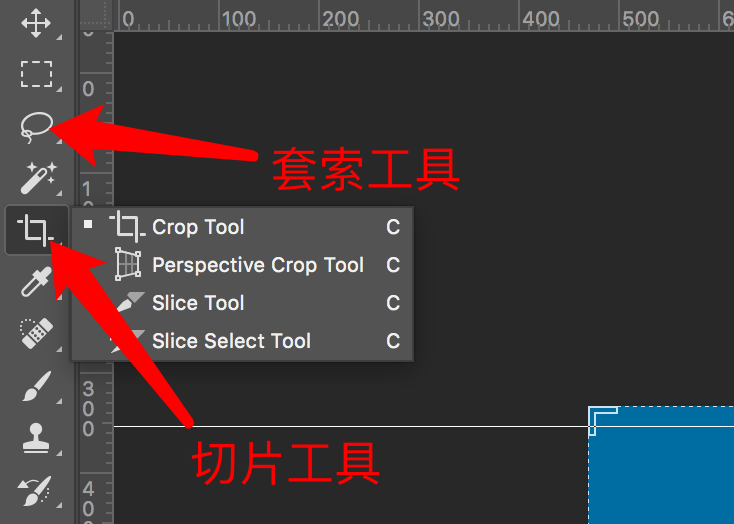 0 100 200 300 400 500 6
0
套索工具
1
Crop Tool C
Perspective Crop Tool C
Slice Tool C
Slice Select Tool C
3
0
0
切片工具
4
0